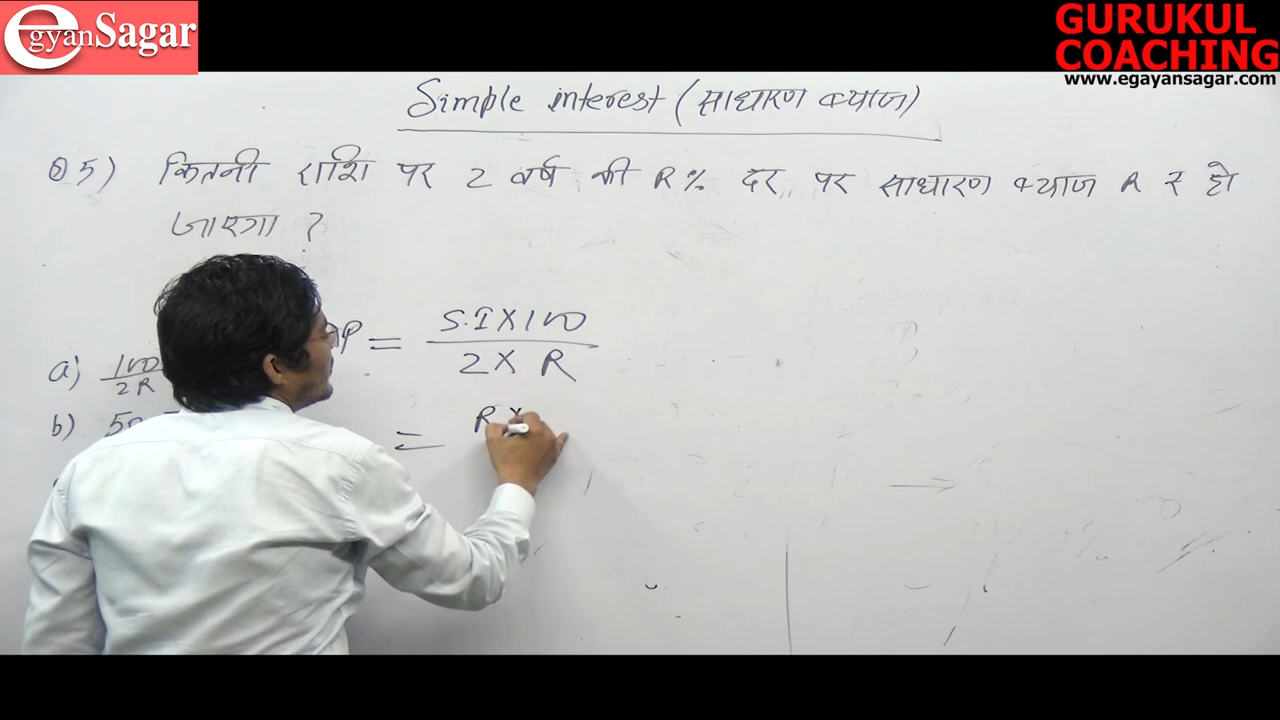 egyanSagar
GURUKUL
COACHING
www.egayansagar.com
Simple interest (साधारण ब्याज)
Q5) कितनी राशि पर 2 वर्ष की R% दर पर साधारण ब्याज R ₹ हो
जाएगा ?
P = S.I X 100 / 2 X R
a) 100 / 2R
b)
= R X